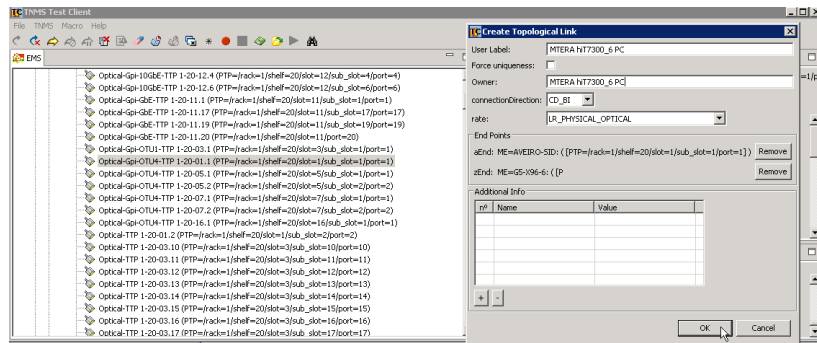 TNMS Test Client
File TNMS Macro Help
EMS
Optical-Gpi-10GbE-TTP 1-20-12.4 (PTP=/rack=1/shelf=20/slot=12/sub_slot=4/port=4)
Optical-Gpi-10GbE-TTP 1-20-12.6 (PTP=/rack=1/shelf=20/slot=12/sub_slot=6/port=6)
Optical-Gpi-GbE-TTP 1-20-11.1 (PTP=/rack=1/shelf=20/slot=11/sub_slot=1/port=1)
Optical-Gpi-GbE-TTP 1-20-11.17 (PTP=/rack=1/shelf=20/slot=11/sub_slot=17/port=17)
Optical-Gpi-GbE-TTP 1-20-11.19 (PTP=/rack=1/shelf=20/slot=11/sub_slot=19/port=19)
Optical-Gpi-GbE-TTP 1-20-11.20 (PTP=/rack=1/shelf=20/slot=11/port=20)
Optical-Gpi-OTU1-TTP 1-20-03.1 (PTP=/rack=1/shelf=20/slot=3/sub_slot=1/port=1)
Optical-Gpi-OTU4-TTP 1-20-01.1 (PTP=/rack=1/shelf=20/slot=1/sub_slot=1/port=1)
Optical-Gpi-OTU4-TTP 1-20-05.1 (PTP=/rack=1/shelf=20/slot=5/sub_slot=1/port=1)
Optical-Gpi-OTU4-TTP 1-20-05.2 (PTP=/rack=1/shelf=20/slot=5/sub_slot=2/port=2)
Optical-Gpi-OTU4-TTP 1-20-07.1 (PTP=/rack=1/shelf=20/slot=7/sub_slot=1/port=1)
Optical-Gpi-OTU4-TTP 1-20-07.2 (PTP=/rack=1/shelf=20/slot=7/sub_slot=2/port=2)
Optical-Gpi-OTU4-TTP 1-20-16.1 (PTP=/rack=1/shelf=20/slot=16/sub_slot=1/port=1)
Optical-TTP 1-20-01.2 (PTP=/rack=1/shelf=20/slot=1/sub_slot=2/port=2)
Optical-TTP 1-20-03.10 (PTP=/rack=1/shelf=20/slot=3/sub_slot=10/port=10)
Optical-TTP 1-20-03.11 (PTP=/rack=1/shelf=20/slot=3/sub_slot=11/port=11)
Optical-TTP 1-20-03.12 (PTP=/rack=1/shelf=20/slot=3/sub_slot=12/port=12)
Optical-TTP 1-20-03.13 (PTP=/rack=1/shelf=20/slot=3/sub_slot=13/port=13)
Optical-TTP 1-20-03.14 (PTP=/rack=1/shelf=20/slot=3/sub_slot=14/port=14)
Optical-TTP 1-20-03.15 (PTP=/rack=1/shelf=20/slot=3/sub_slot=15/port=15)
Optical-TTP 1-20-03.16 (PTP=/rack=1/shelf=20/slot=3/sub_slot=16/port=16)
Optical-TTP 1-20-03.17 (PTP=/rack=1/shelf=20/slot=3/sub_slot=17/port=17)
Create Topological Link
User Label: MTERA hiT7300_6 PC
Force uniqueness:
Owner: MTERA hiT7300_6 PC
connectionDirection: CD_BI
rate: LR_PHYSICAL_OPTICAL
End Points
aEnd: ME=AVEIRO-SID: ([PTP=/rack=1/shelf=20/slot=1/sub_slot=1/port=1]) Remove
zEnd: ME=G5-X96-6: ([P Remove
Additional Info
nº Name Value
+ -
OK Cancel
=1/p